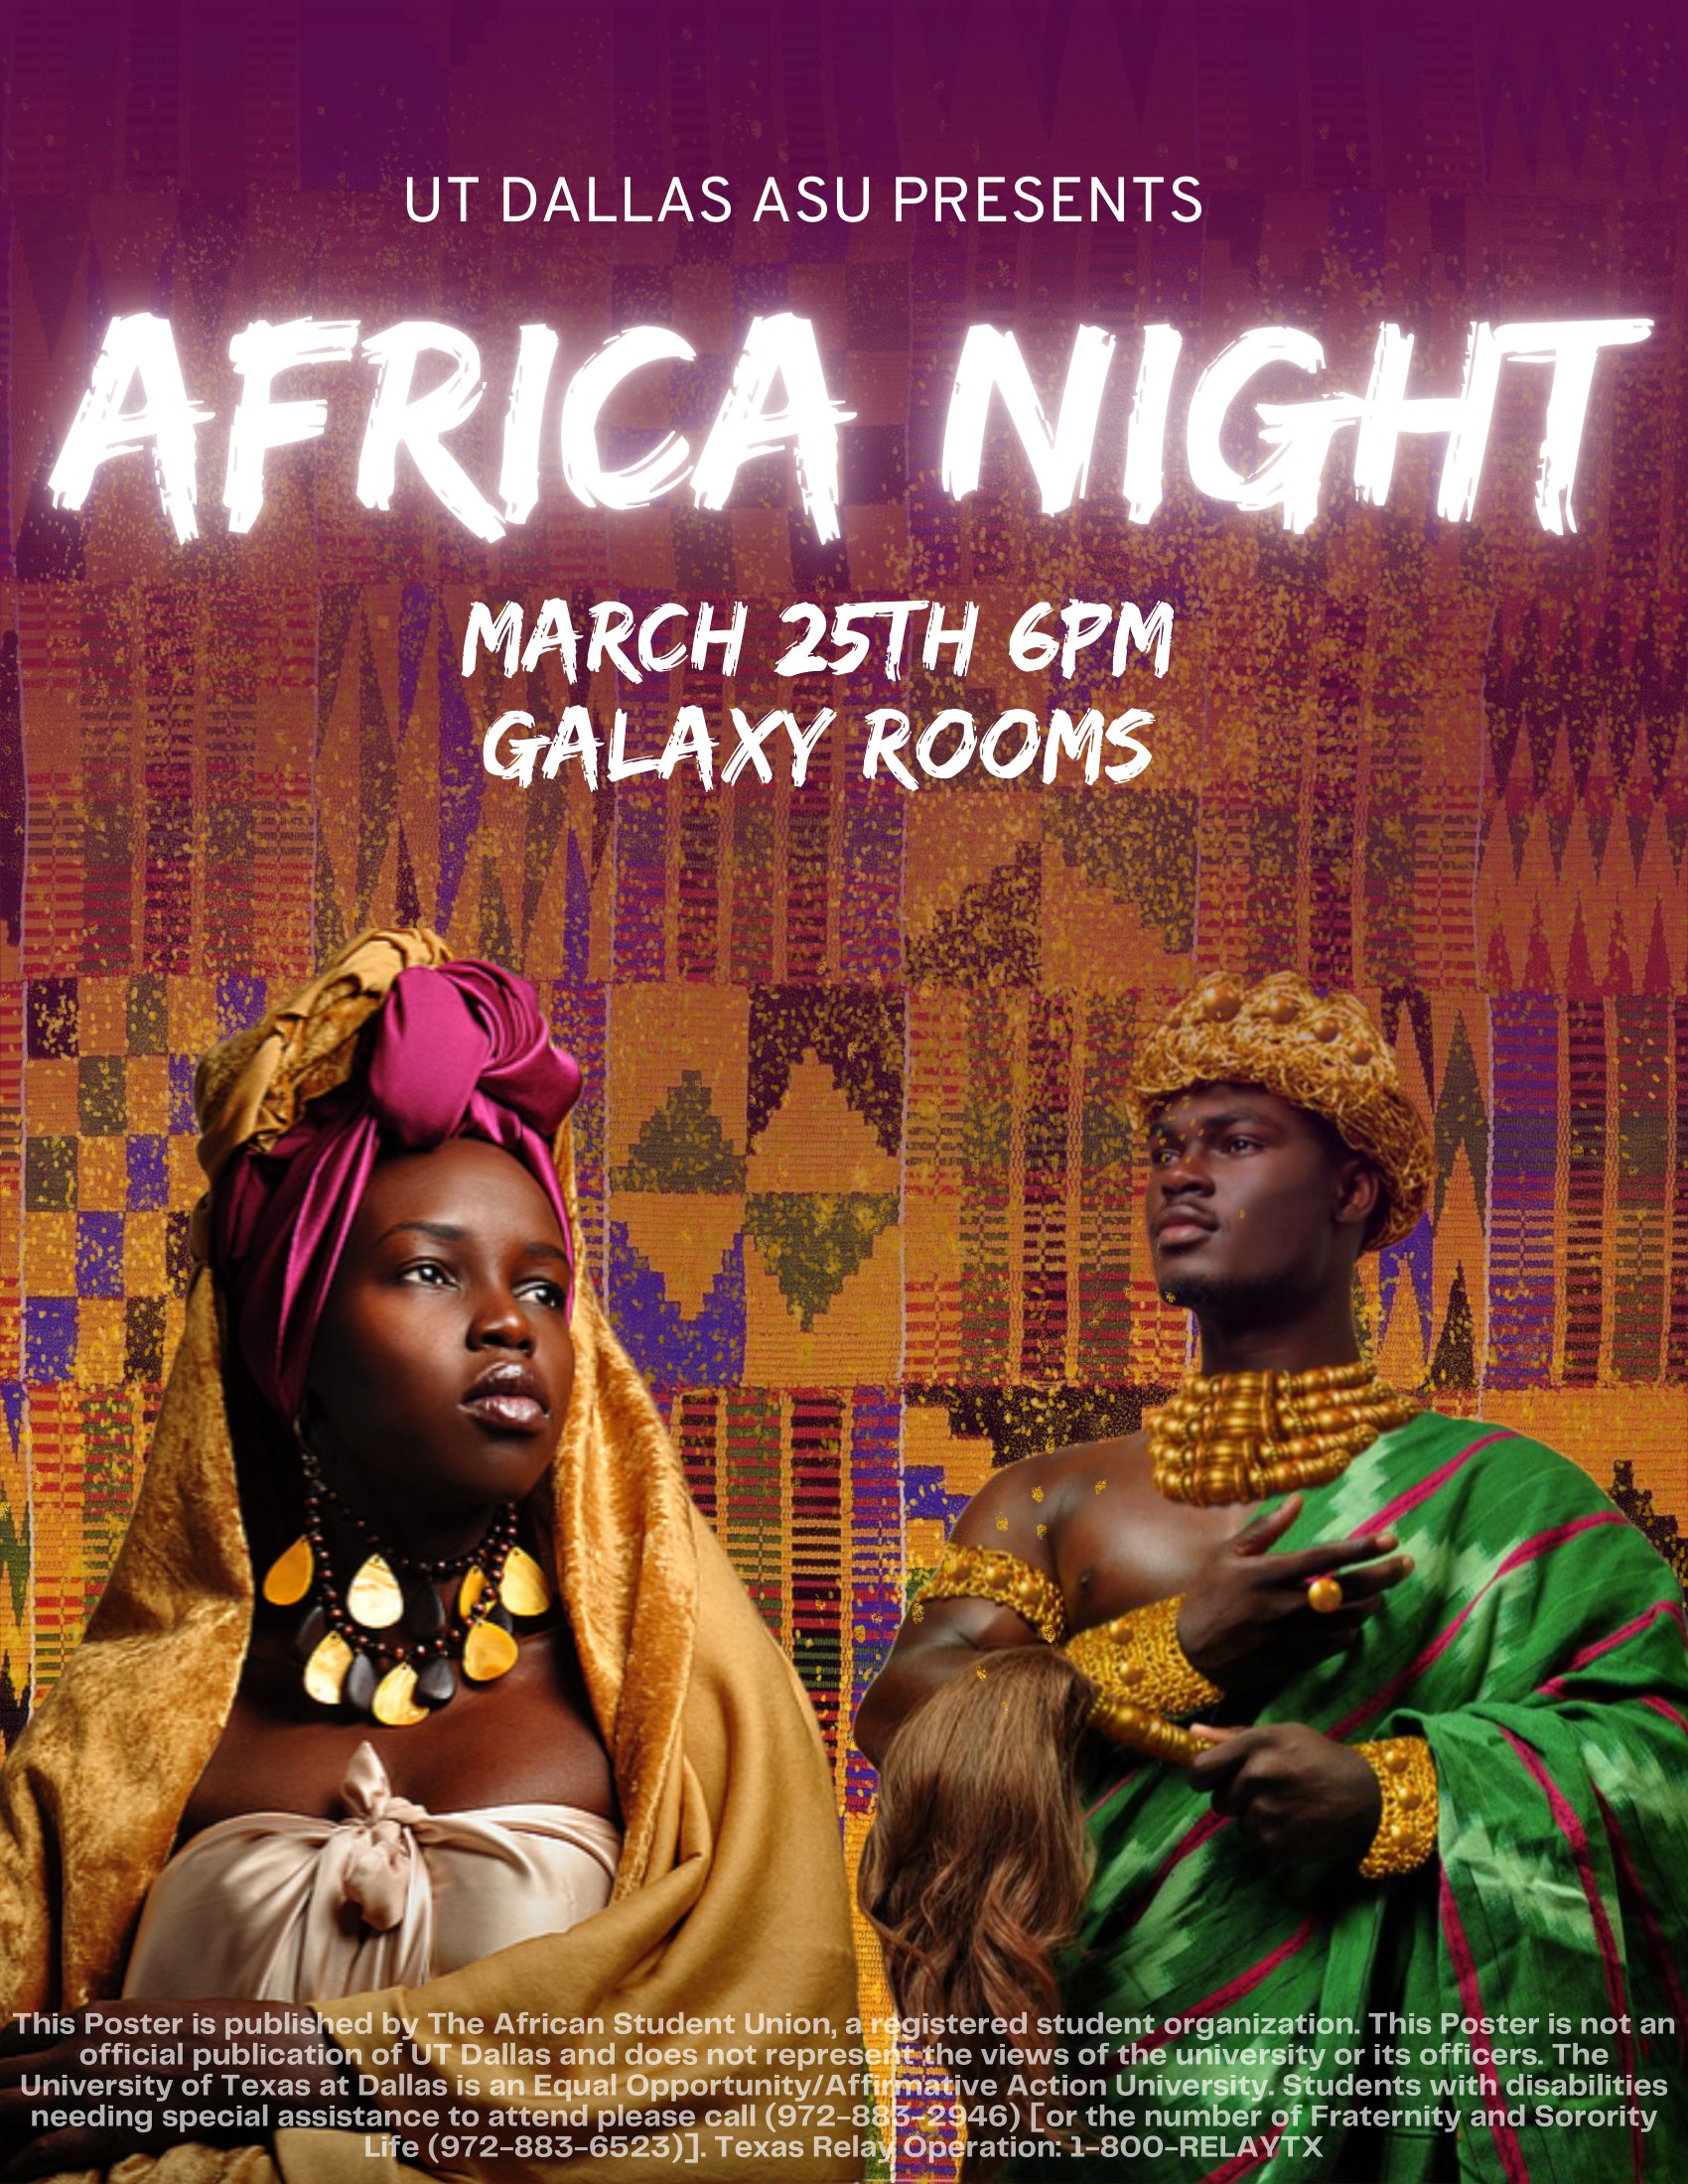 UT DALLAS ASU PRESENTS
AFRICA NIGHT
MARCH 25TH 6PM
GALAXY ROOMS
This Poster is published by The African Student Union, a registered student organization. This Poster is not an
official publication of UT Dallas and does not represent the views of the university or its officers. The
University of Texas at Dallas is an Equal Opportunity/Affirmative Action University. Students with disabilities
needing special assistance to attend please call (972-883-2946) [or the number of Fraternity and Sorority
Life (972-883-6523)]. Texas Relay Operation: 1-800-RELAYTX